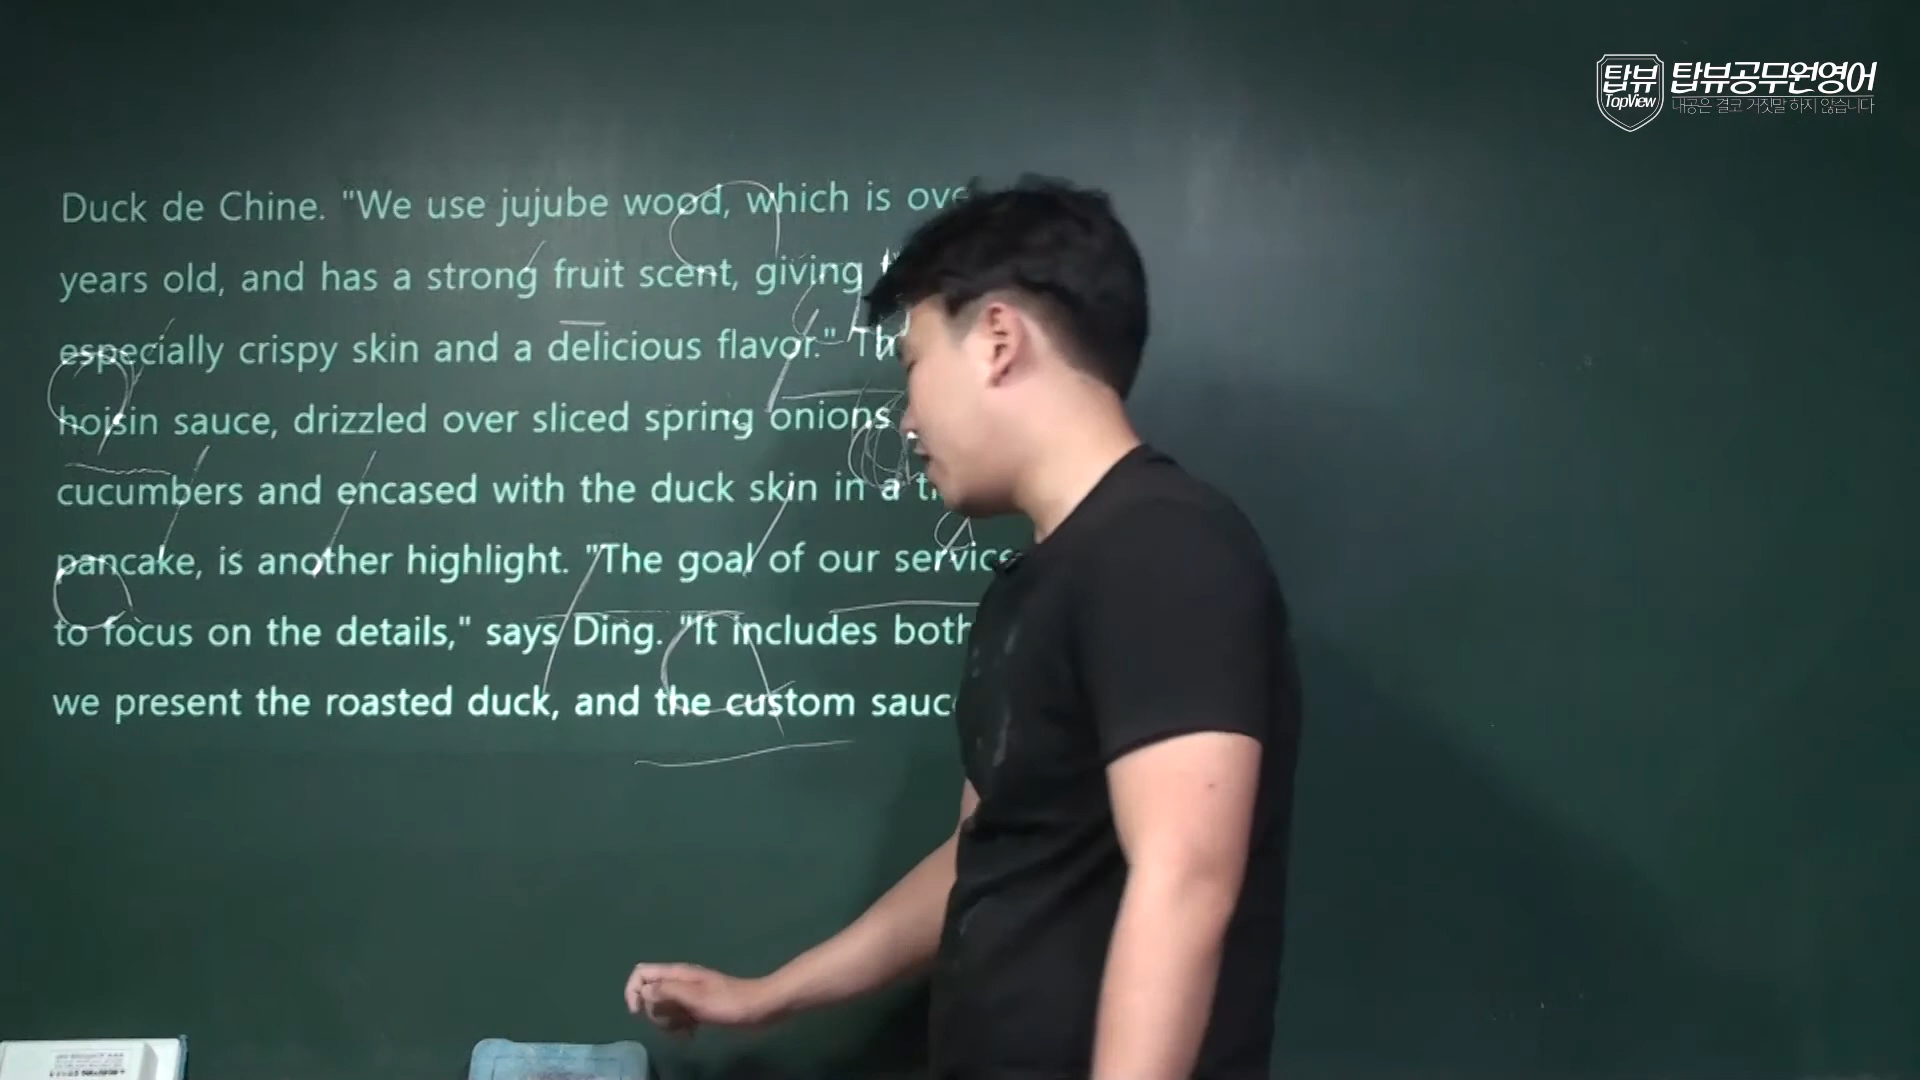 탑뷰
TopView
탑뷰공무원영어
내공은 결코 거짓말 하지 않습니다
Duck de Chine. "We use jujube wood, which is
years old, and has a strong fruit scent, giving
especially crispy skin and a delicious flavor."
hoisin sauce, drizzled over sliced spring onions
cucumbers and encased with the duck skin in a
pancake, is another highlight. "The goal of our service
to focus on the details," says Ding. "It includes both
we present the roasted duck, and the custom